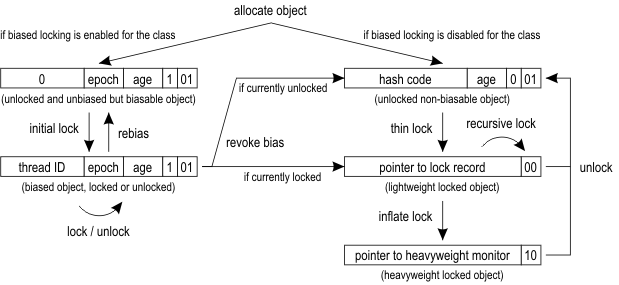 allocate object
if biased locking is enabled for the class
if biased locking is disabled for the class
0 epoch age 1 01
hash code age 0 01
(unlocked and unbiased but biasable object)
if currently unlocked
(unlocked non-biasable object)
initial lock
rebias
thin lock
recursive lock
revoke bias
thread ID epoch age 1 01
if currently locked
pointer to lock record 00
unlock
(biased object, locked or unlocked)
(lightweight locked object)
lock / unlock
inflate lock
pointer to heavyweight monitor 10
(heavyweight locked object)